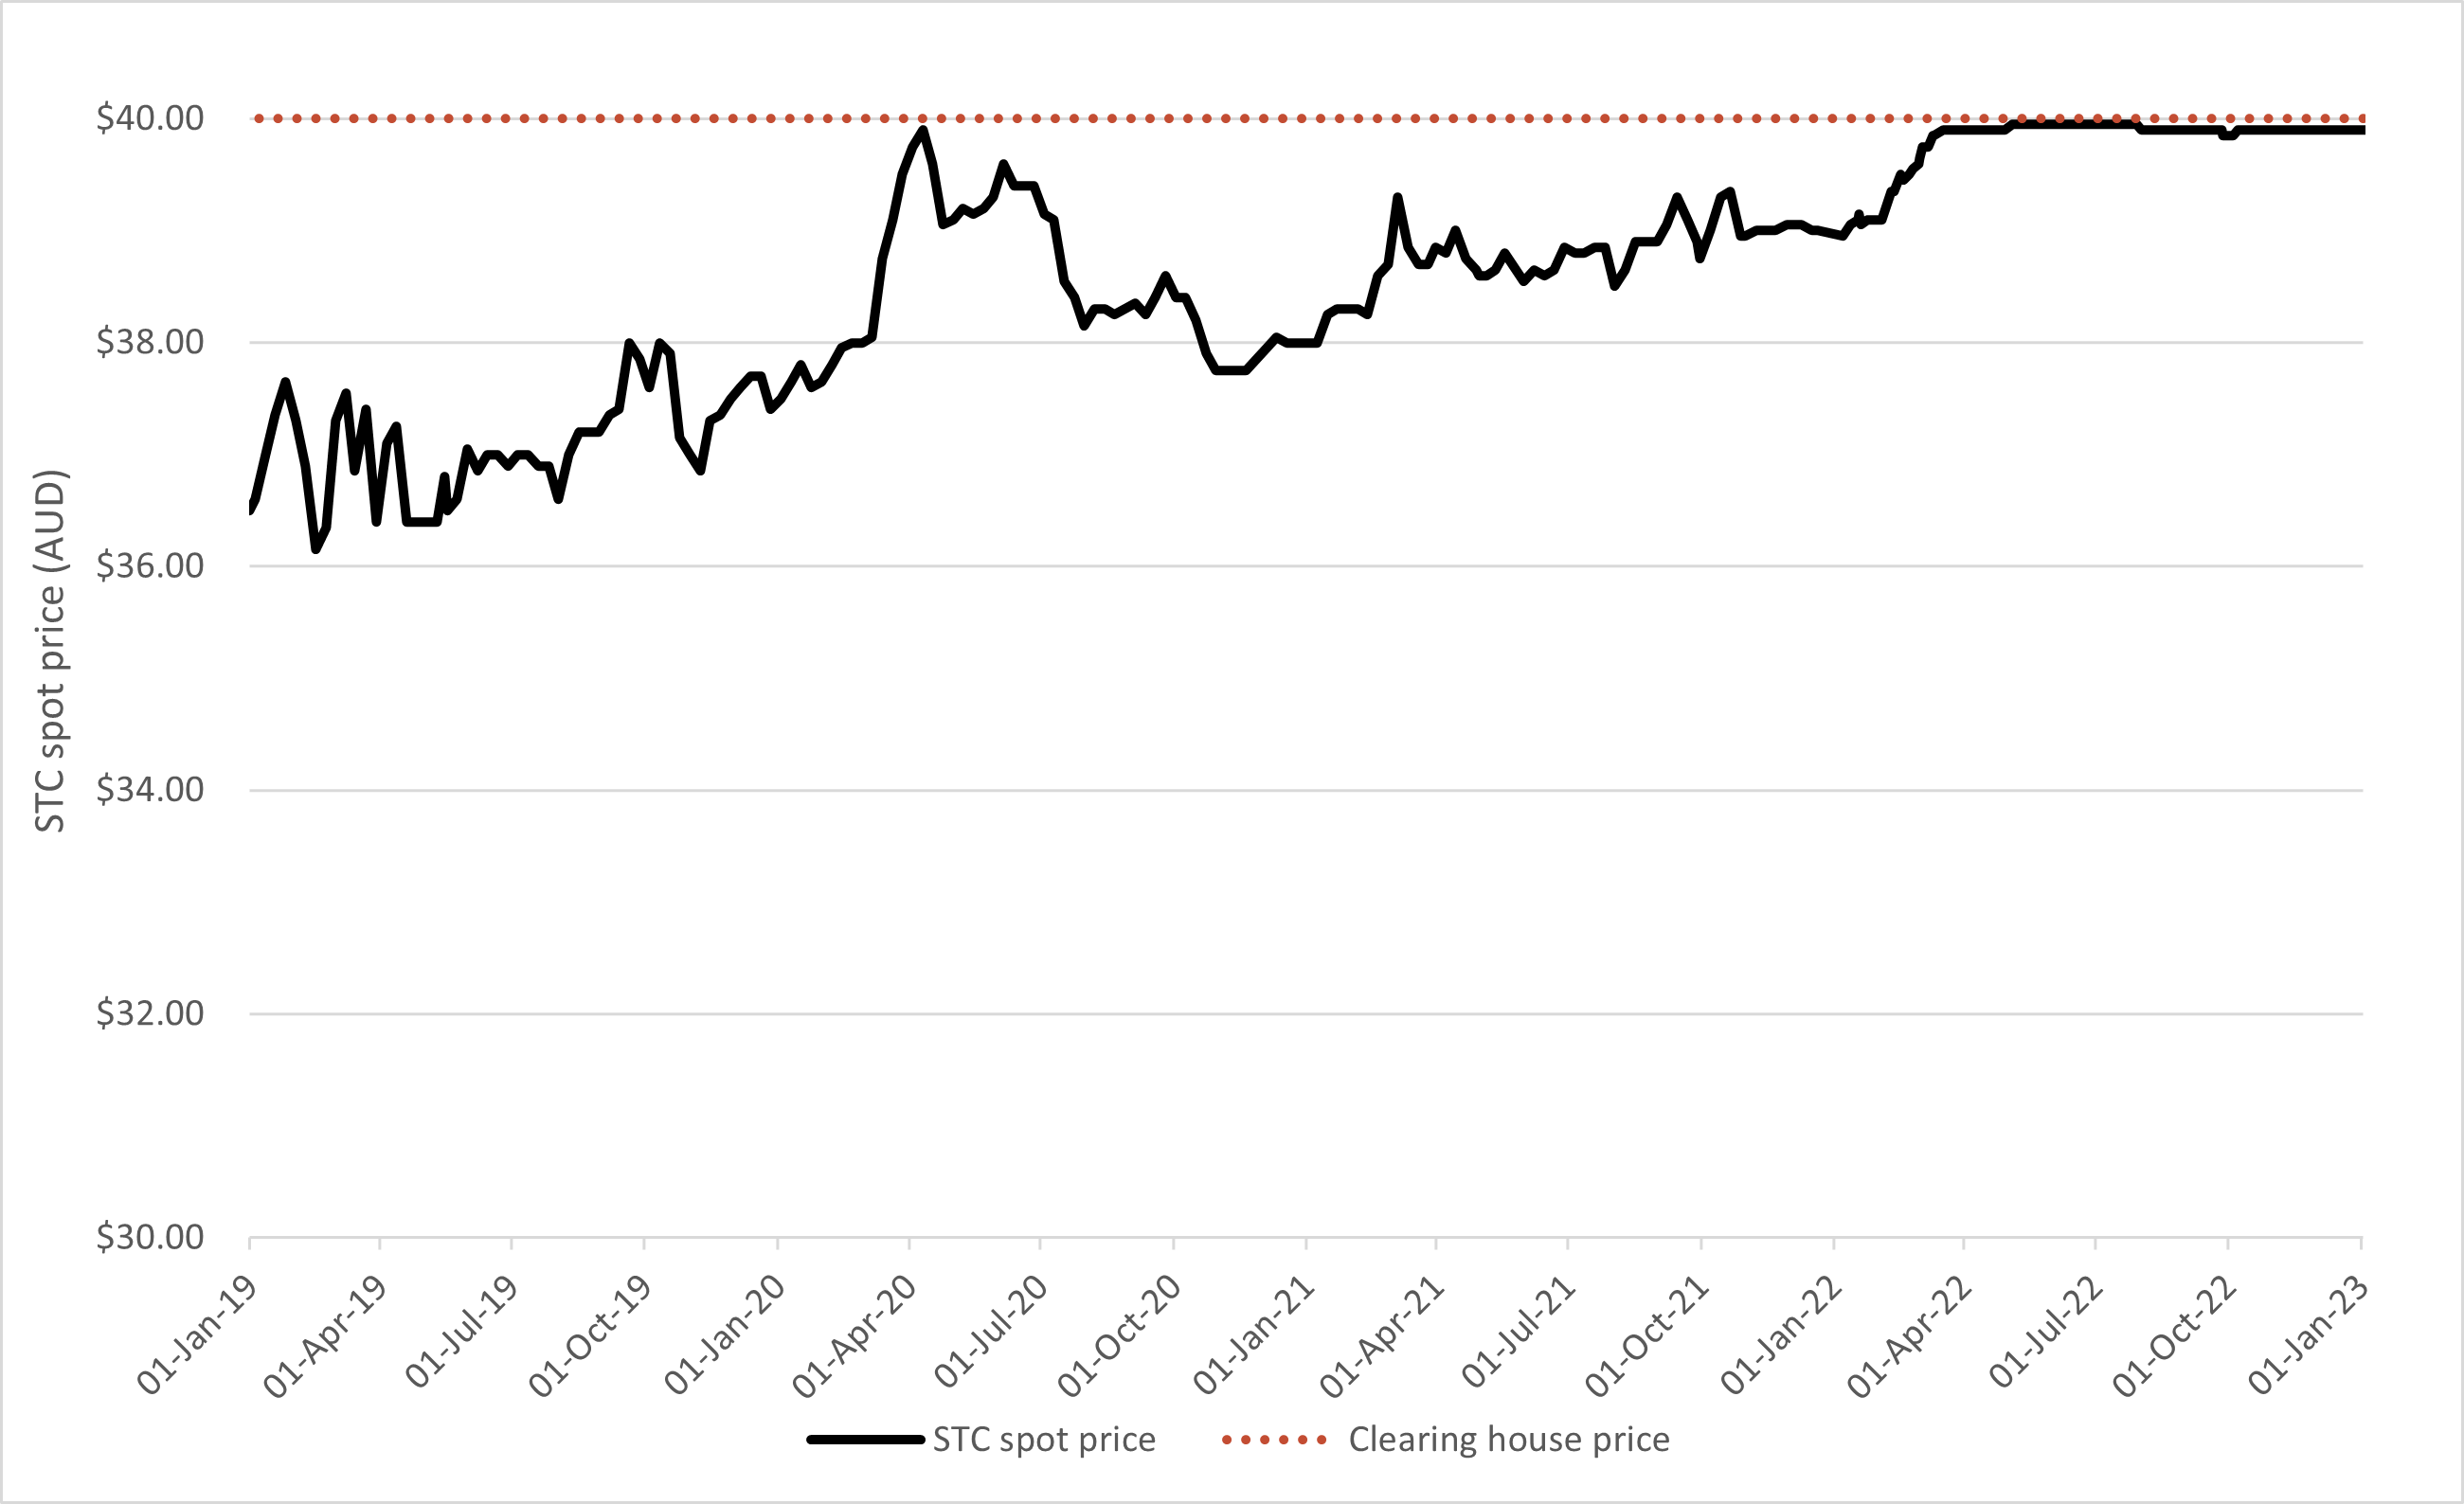 STC spot price (AUD)
$40.00
$38.00
$36.00
$34.00
$32.00
$30.00
01-Jan-19
01-Apr-19
01-Jul-19
01-Oct-19
01-Jan-20
01-Apr-20
01-Jul-20
01-Oct-20
01-Jan-21
01-Apr-21
01-Jul-21
01-Oct-21
01-Jan-22
01-Apr-22
01-Jul-22
01-Oct-22
01-Jan-23
STC spot price
Clearing house price